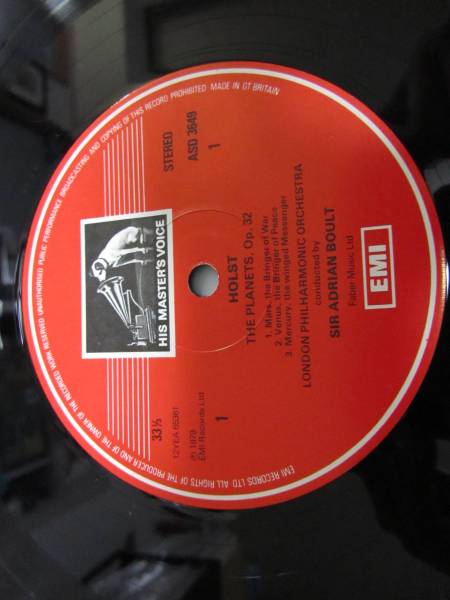 EMI RECORDS LTD. ALL RIGHTS OF THE PRODUCER AND OF THE OWNER OF THE RECORDED WORK RESERVED UNAUTHORISED PUBLIC PERFORMANCE BROADCASTING AND COPYING OF THIS RECORD PROHIBITED MADE IN GT BRITAIN
HIS MASTER'S VOICE
33⅓
12YEA 65361
STEREO
ASD 3649
℗ 1979
EMI Records Ltd
1
1
HOLST
THE PLANETS, Op. 32
1. Mars, the Bringer of War
2. Venus, the Bringer of Peace
3. Mercury, the winged Messenger
LONDON PHILHARMONIC ORCHESTRA
conducted by
SIR ADRIAN BOULT
Faber Music Ltd
EMI